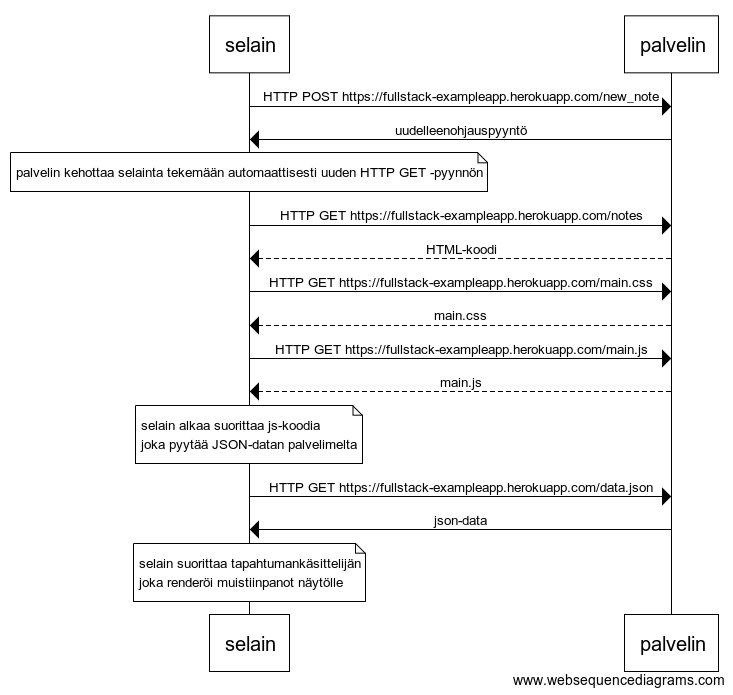 selain
palvelin
HTTP POST https://fullstack-exampleapp.herokuapp.com/new_note
uudelleenohjauspyyntö
palvelin kehottaa selainta tekemään automaattisesti uuden HTTP GET -pyynnön
HTTP GET https://fullstack-exampleapp.herokuapp.com/notes
HTML-koodi
HTTP GET https://fullstack-exampleapp.herokuapp.com/main.css
main.css
HTTP GET https://fullstack-exampleapp.herokuapp.com/main.js
main.js
selain alkaa suorittaa js-koodia
joka pyytää JSON-datan palvelimelta
HTTP GET https://fullstack-exampleapp.herokuapp.com/data.json
json-data
selain suorittaa tapahtumankäsittelijän
joka renderöi muistiinpanot näytölle
selain
palvelin
www.websequencediagrams.com